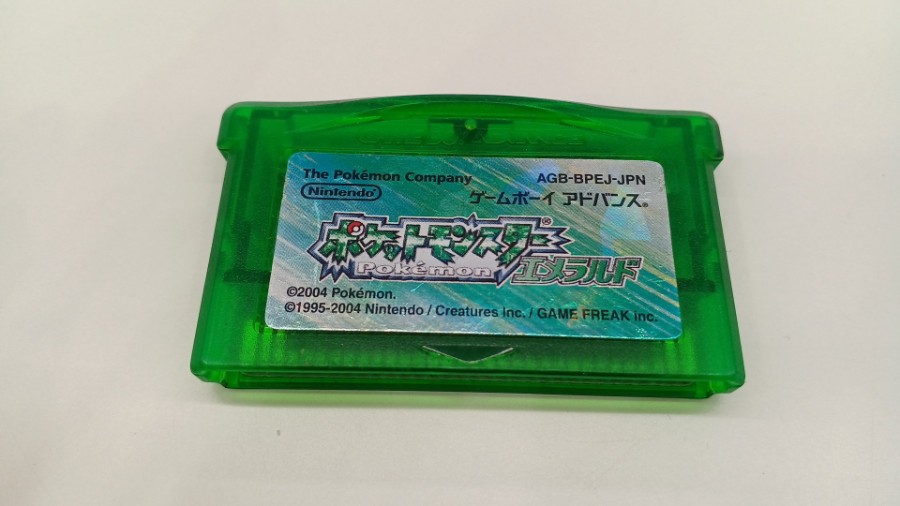 The Pokémon Company
AGB-BPEJ-JPN
Nintendo
ゲームボーイ アドバンス®
ポケットモンスター®
Pokémon
エメラルド
©2004 Pokémon.
©1995-2004 Nintendo / Creatures inc. / GAME FREAK inc.